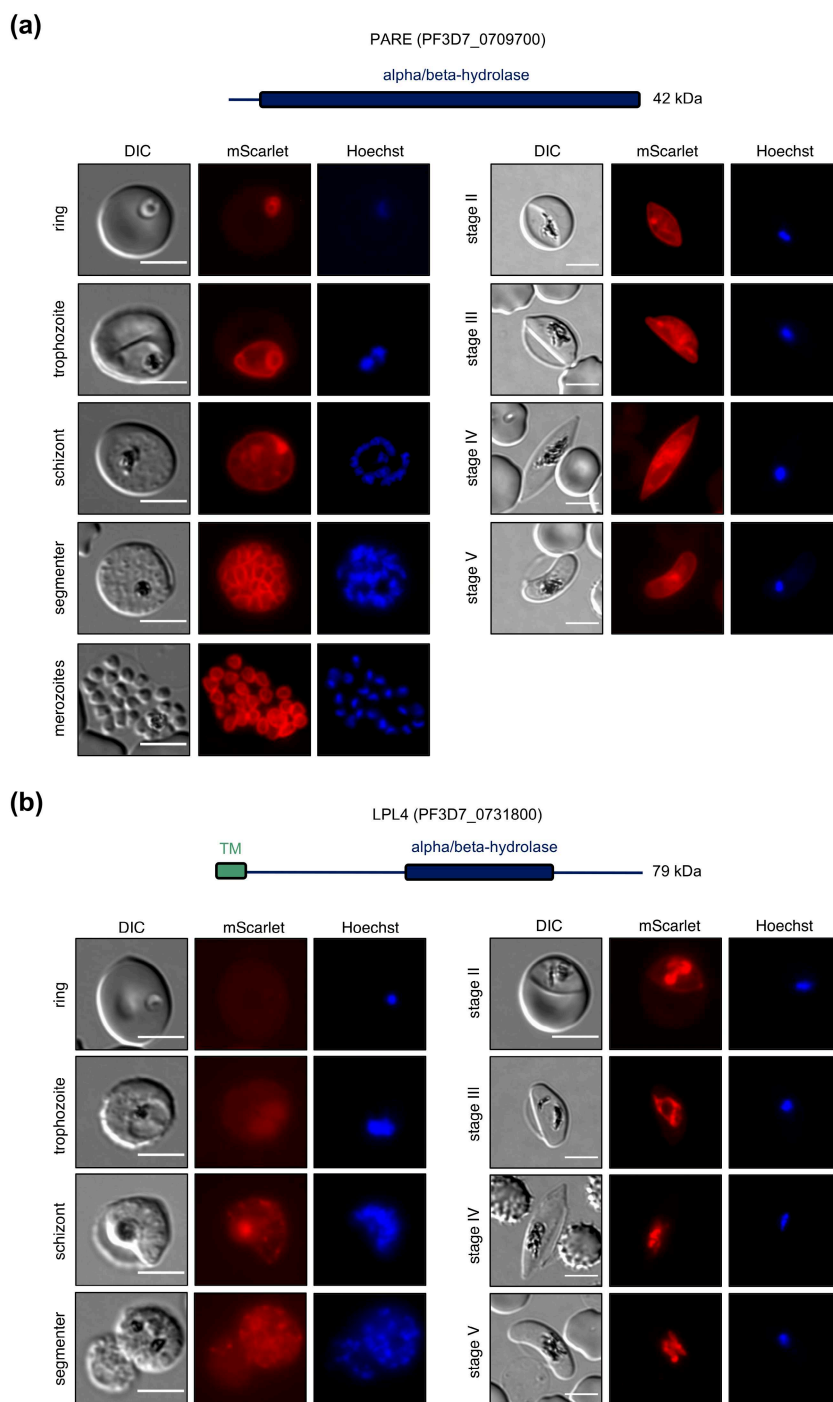 (a)
PARE (PF3D7_0709700)
alpha/beta-hydrolase
42 kDa
DIC mScarlet Hoechst
ring
trophozoite
schizont
segmenter
merozoites
DIC mScarlet Hoechst
stage II
stage III
stage IV
stage V
(b)
LPL4 (PF3D7_0731800)
TM
alpha/beta-hydrolase
79 kDa
DIC mScarlet Hoechst
ring
trophozoite
schizont
segmenter
DIC mScarlet Hoechst
stage II
stage III
stage IV
stage V